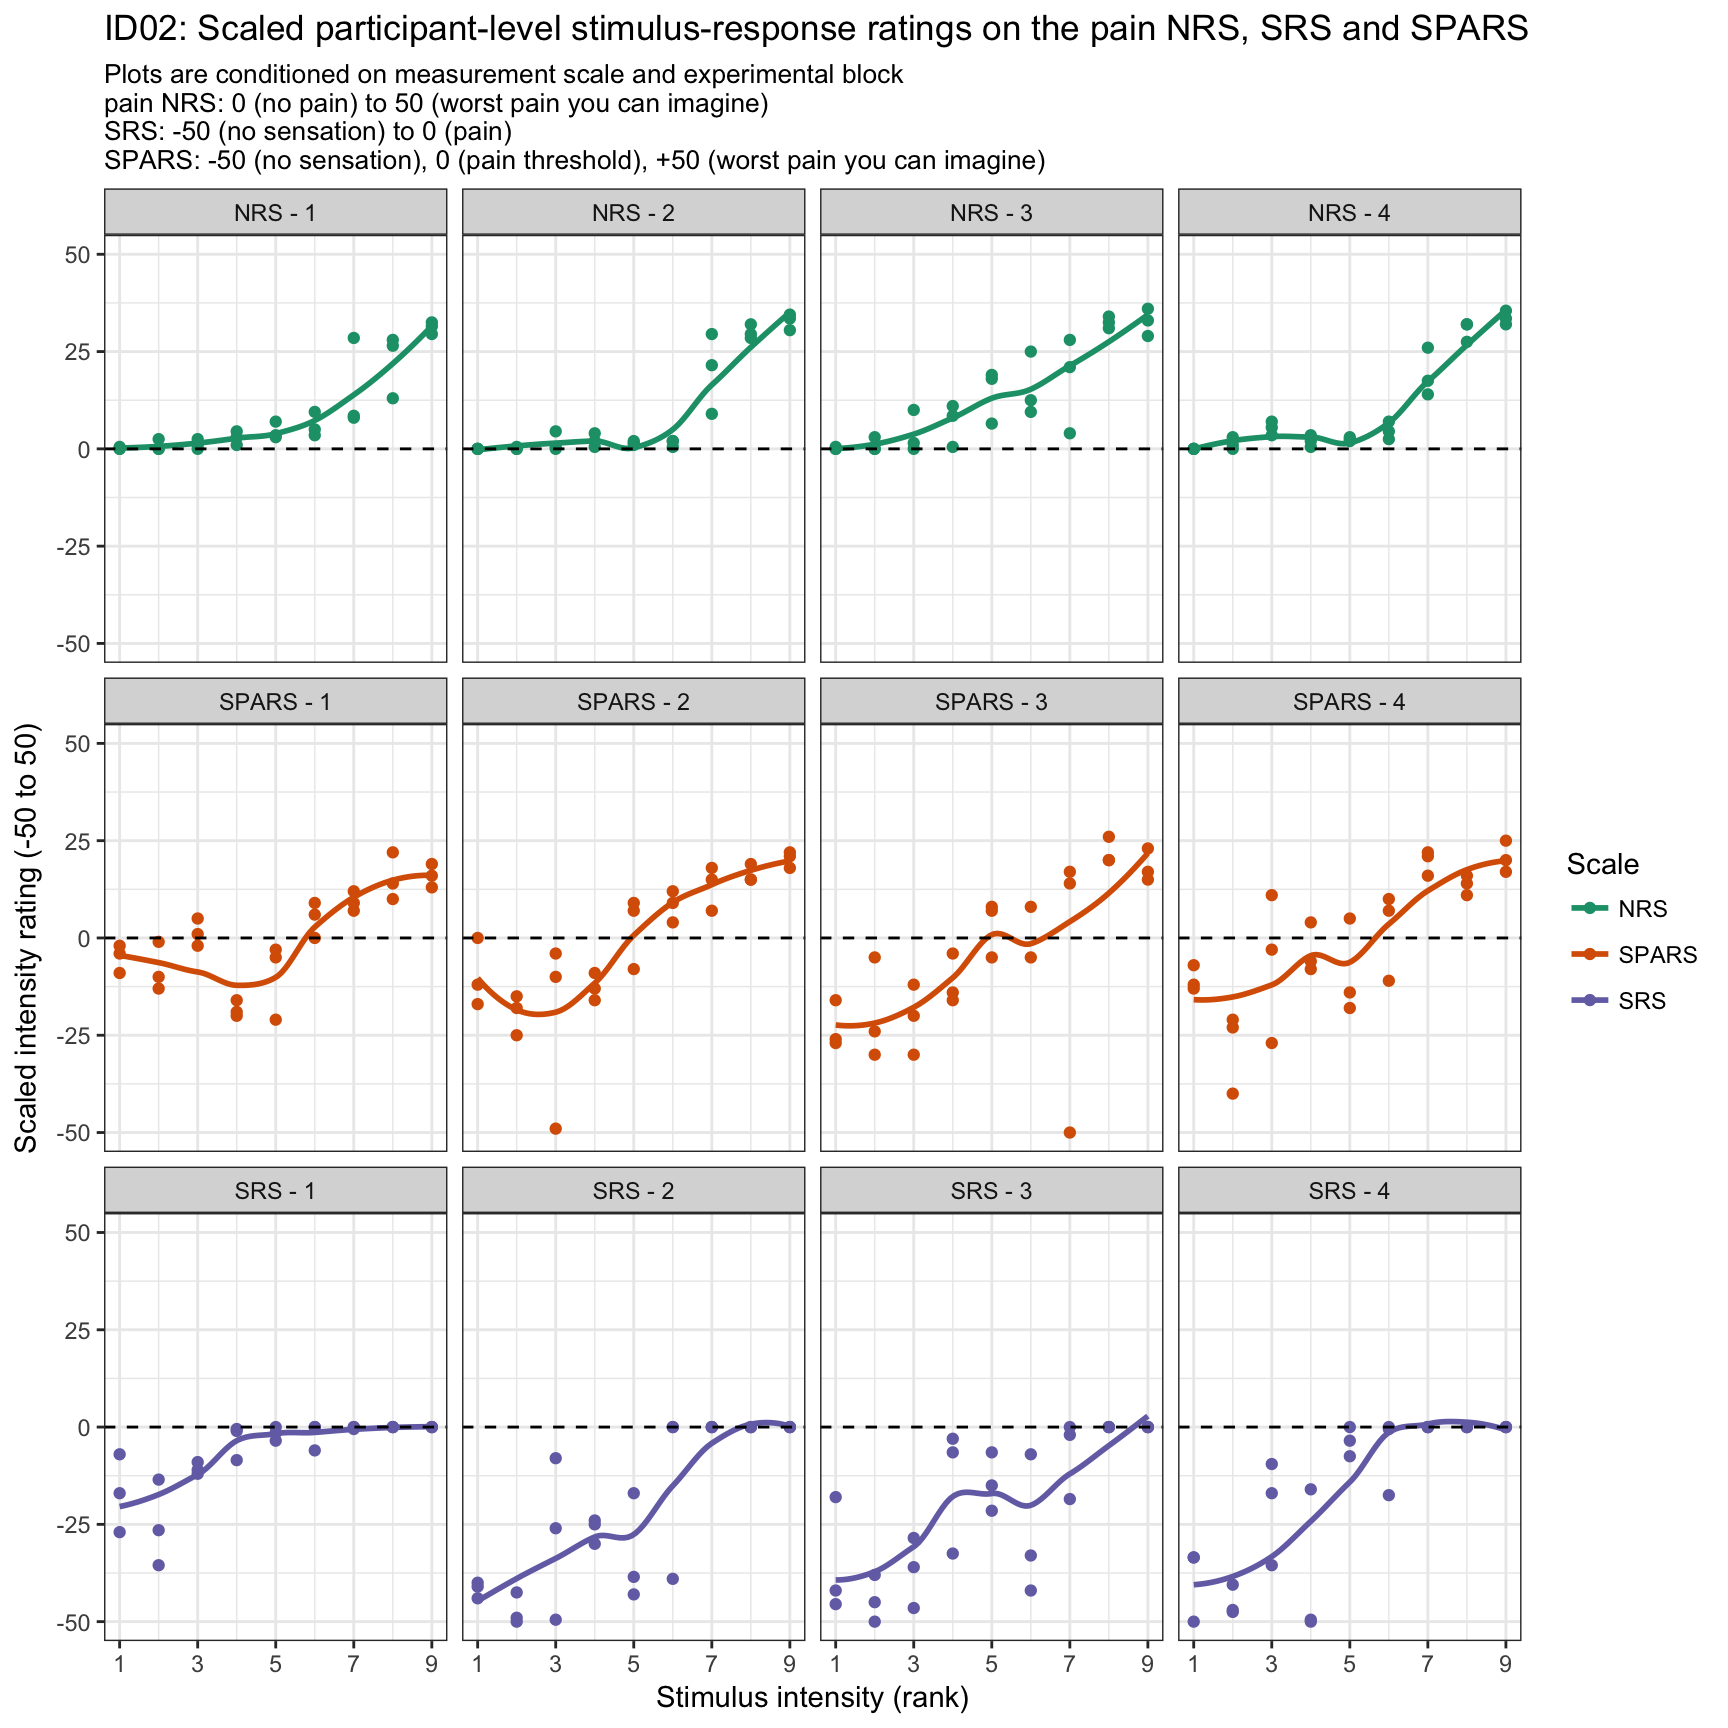 ID02: Scaled participant-level stimulus-response ratings on the pain NRS, SRS and SPARS
Plots are conditioned on measurement scale and experimental block
pain NRS: 0 (no pain) to 50 (worst pain you can imagine)
SRS: -50 (no sensation) to 0 (pain)
SPARS: -50 (no sensation), 0 (pain threshold), +50 (worst pain you can imagine)
NRS - 1 NRS - 2 NRS - 3 NRS - 4
50
25
0
-25
-50
SPARS - 1 SPARS - 2 SPARS - 3 SPARS - 4
50
25
0
-25
-50
SRS - 1 SRS - 2 SRS - 3 SRS - 4
50
25
0
-25
-50
1 3 5 7 9 1 3 5 7 9 1 3 5 7 9 1 3 5 7 9
Stimulus intensity (rank)
Scaled intensity rating (-50 to 50)
Scale
NRS
SPARS
SRS